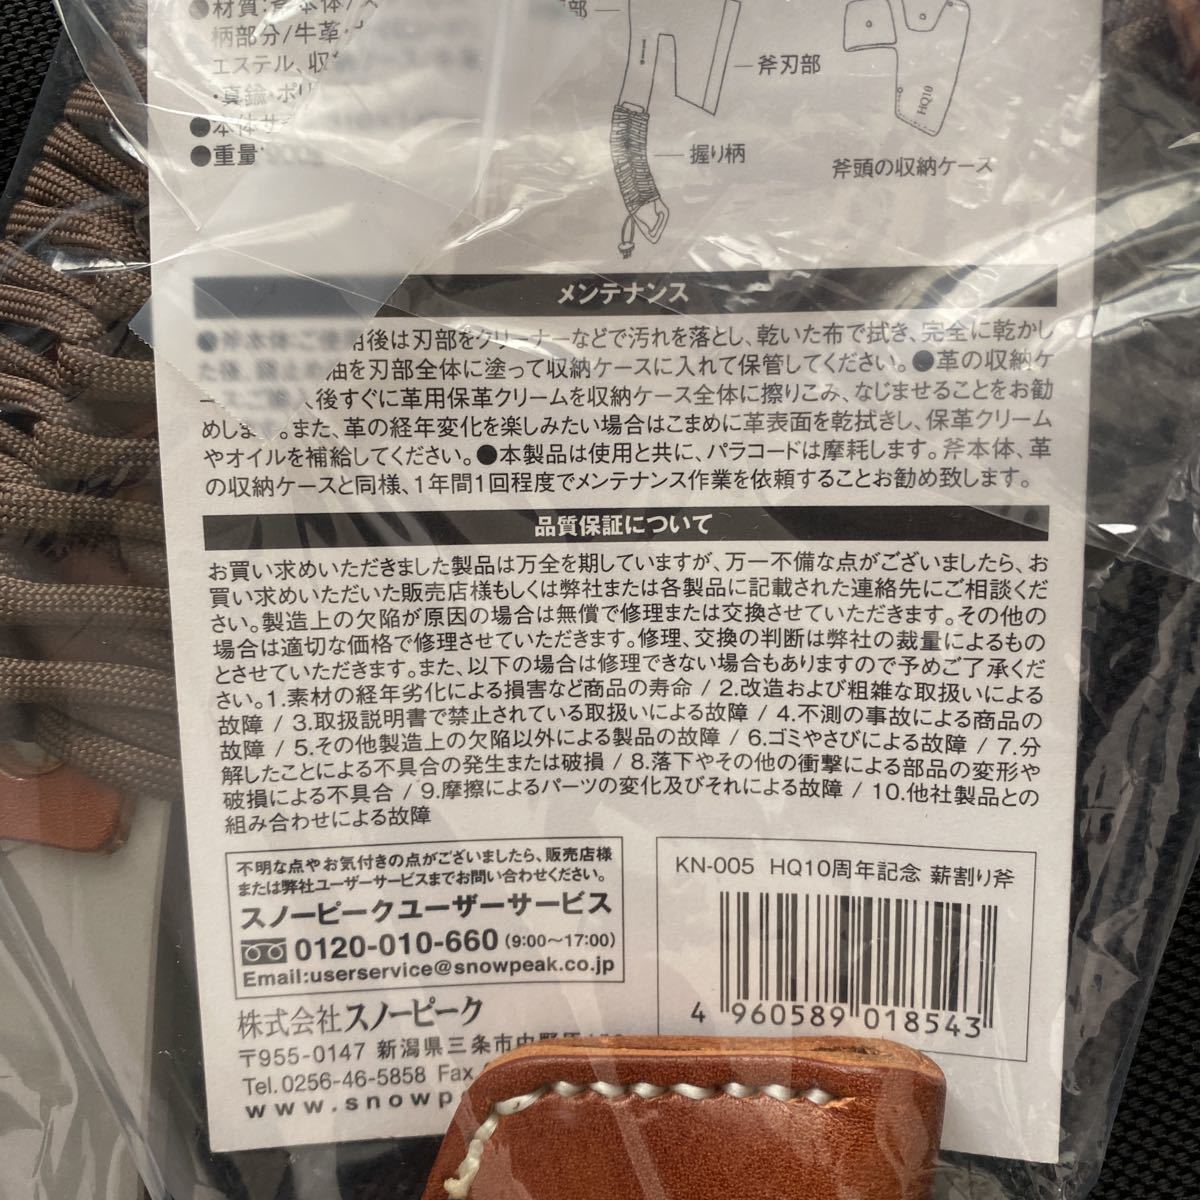 ●材質:
柄部分/牛革・
エステル、収
・真鍮・ポリ
●本体サ
●重量
部
斧刃部
握り柄
HQ10
斧頭の収納ケース
メンテナンス
用後は刃部をクリーナーなどで汚れを落とし、乾いた布で拭き、完全に乾かし
た後、 油を刃部全体に塗って収納ケースに入れて保管してください。●革の収納ケ
ースご購入後すぐに革用保革クリームを収納ケース全体に擦りこみ、なじませることをお勧
めします。また、革の経年変化を楽しみたい場合はこまめに革表面を乾拭きし、保革クリーム
やオイルを補給してください。●本製品は使用と共に、パラコードは摩耗します。斧本体、革
の収納ケースと同様、1年間1回程度でメンテナンス作業を依頼することお勧め致します。
品質保証について
お買い求めいただきました製品は万全を期していますが、万一不備な点がございましたら、お
買い求めいただいた販売店様もしくは弊社または各製品に記載された連絡先にご相談くだ
さい。製造上の欠陥が原因の場合は無償で修理または交換させていただきます。その他の
場合は適切な価格で修理させていただきます。修理、交換の判断は弊社の裁量によるもの
とさせていただきます。また、以下の場合は修理できない場合もありますので予めご了承くだ
さい。1.素材の経年劣化による損害など商品の寿命 / 2.改造および粗雑な取扱いによる
故障 / 3.取扱説明書で禁止されている取扱いによる故障 / 4.不測の事故による商品の
故障 / 5.その他製造上の欠陥以外による製品の故障 / 6.ゴミやさびによる故障 / 7.分
解したことによる不具合の発生または破損 / 8.落下やその他の衝撃による部品の変形や
破損による不具合 / 9.摩擦によるパーツの変化及びそれによる故障 / 10.他社製品との
組み合わせによる故障
不明な点やお気付きの点がございましたら、販売店様
または弊社ユーザーサービスまでお問い合わせください。
スノーピークユーザーサービス
0120-010-660 (9:00〜17:00)
Email:userservice@snowpeak.co.jp
KN-005 HQ10周年記念 薪割り斧
4 960589 018543
株式会社スノーピーク
〒955-0147 新潟県三条市中野原
Tel.0256-46-5858 Fax
www.snowp